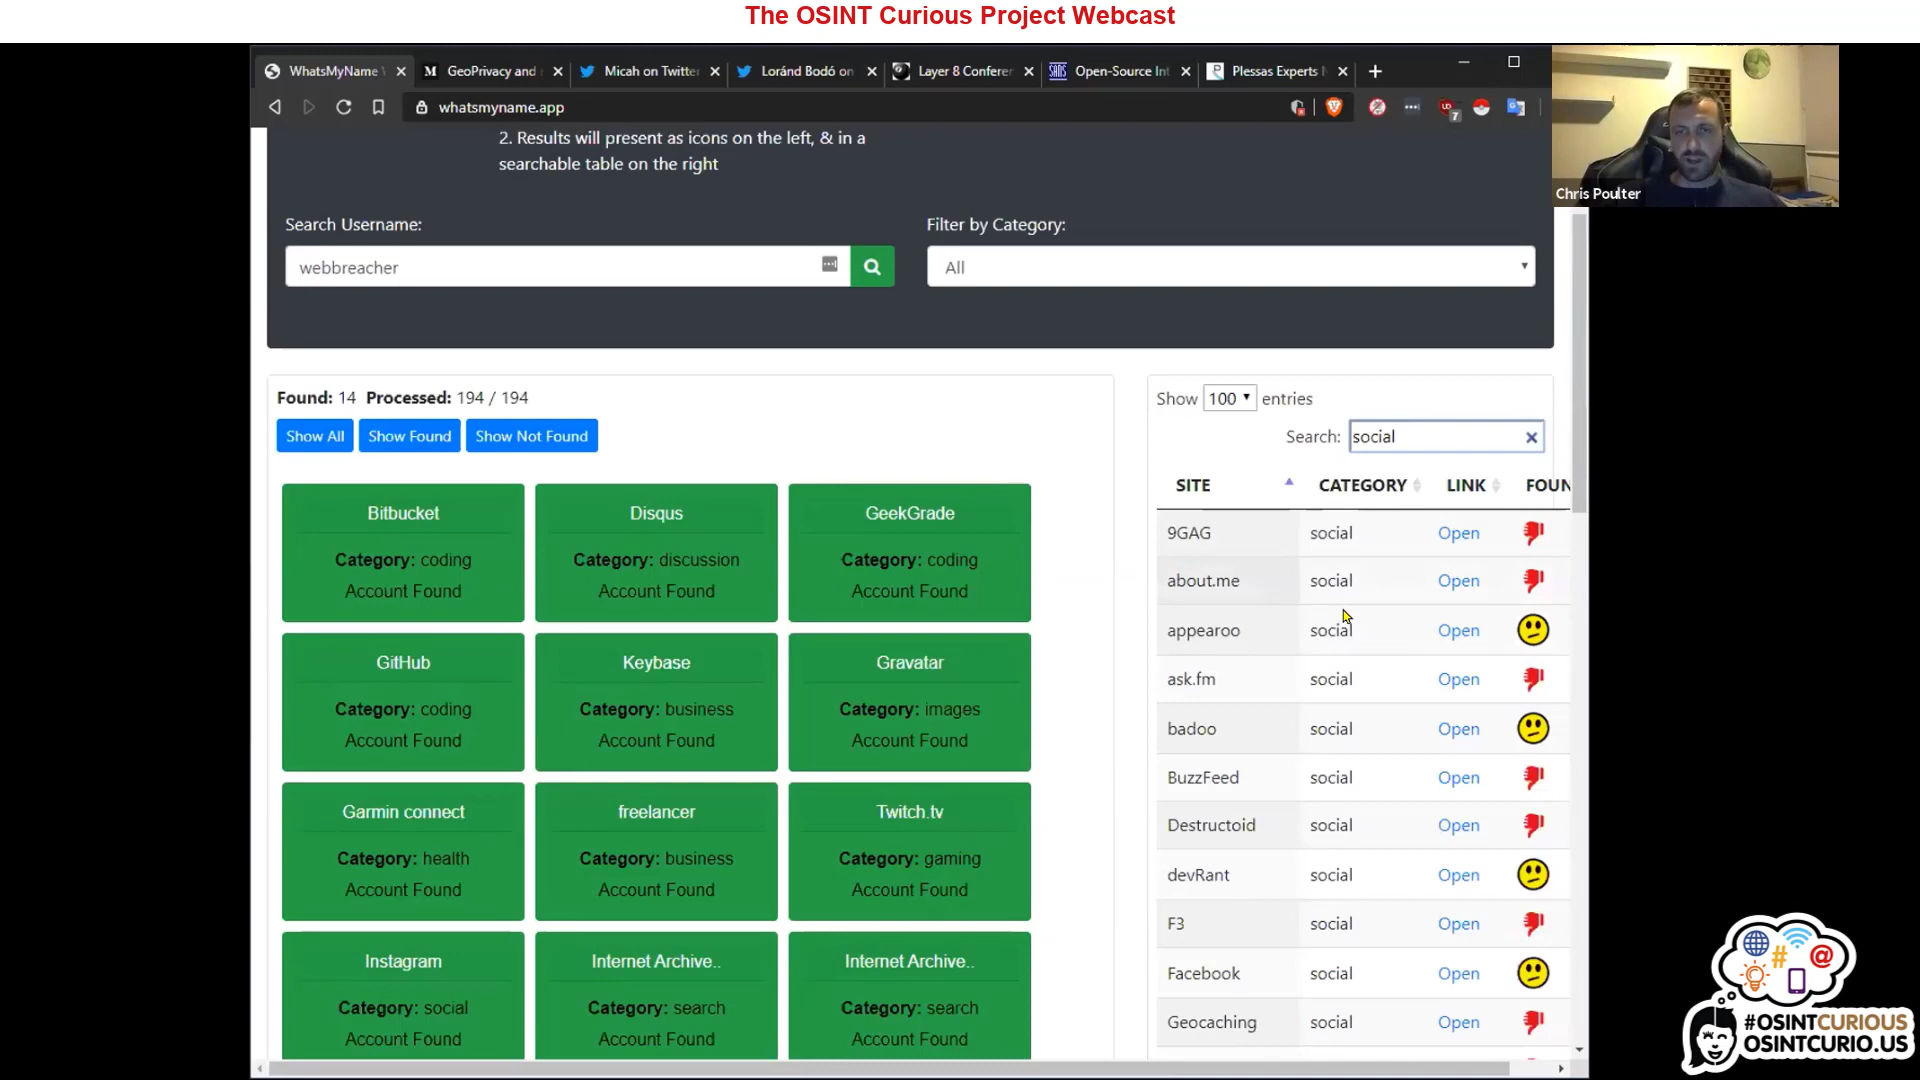 The OSINT Curious Project Webcast
WhatsMyName
GeoPrivacy and
Micah on Twitte
Loránd Bodó on
Layer 8 Conferen
SANS
Open-Source Int
Plessas Experts
whatsmyname.app
7
Chris Poulter
2. Results will present as icons on the left, & in a
searchable table on the right
Search Username:
Filter by Category:
webbreacher
All
Found: 14 Processed: 194 / 194
Show All
Show Found
Show Not Found
Show 100 entries
Search: social
SITE CATEGORY LINK FOUN
Bitbucket
Category: coding
Account Found
Disqus
Category: discussion
Account Found
GeekGrade
Category: coding
Account Found
GitHub
Category: coding
Account Found
Keybase
Category: business
Account Found
Gravatar
Category: images
Account Found
Garmin connect
Category: health
Account Found
freelancer
Category: business
Account Found
Twitch.tv
Category: gaming
Account Found
Instagram
Category: social
Account Found
Internet Archive..
Category: search
Account Found
Internet Archive..
Category: search
Account Found
9GAG social Open
about.me social Open
appearoo social Open
ask.fm social Open
badoo social Open
BuzzFeed social Open
Destructoid social Open
devRant social Open
F3 social Open
Facebook social Open
Geocaching social Open
#OSINTCURIOUS
OSINTCURIO.US